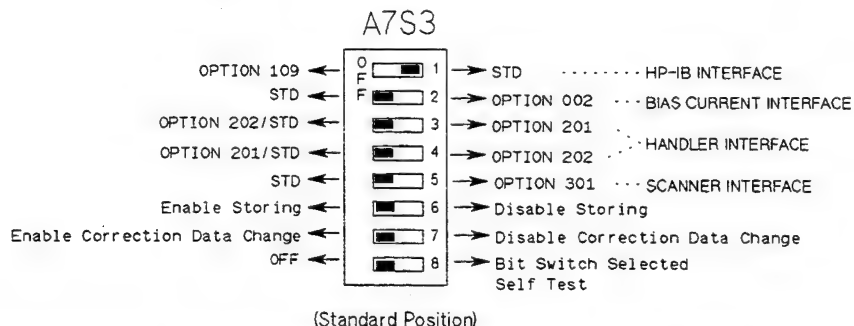 A7S3
OPTION 109 OFF 1 STD HP-IB INTERFACE
STD 2 OPTION 002 BIAS CURRENT INTERFACE
OPTION 202/STD 3 OPTION 201
HANDLER INTERFACE
OPTION 201/STD 4 OPTION 202
STD 5 OPTION 301 SCANNER INTERFACE
Enable Storing 6 Disable Storing
Enable Correction Data Change 7 Disable Correction Data Change
OFF 8 Bit Switch Selected
Self Test
(Standard Position)